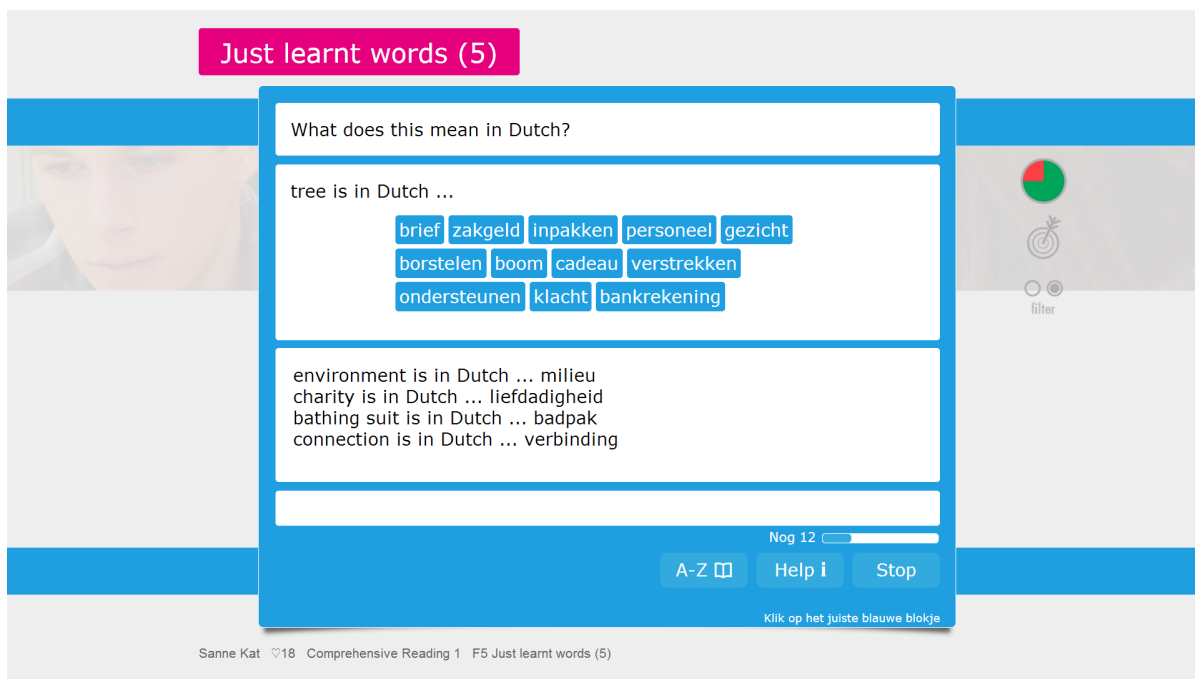 Just learnt words (5)
What does this mean in Dutch?
tree is in Dutch ...
brief zakgeld inpakken personeel gezicht
borstelen boom cadeau verstrekken
ondersteunen klacht bankrekening
filter
environment is in Dutch ... milieu
charity is in Dutch ... liefdadigheid
bathing suit is in Dutch ... badpak
connection is in Dutch ... verbinding
Nog 12
A-Z Help i Stop
Klik op het juiste blauwe blokje
Sanne Kat ♡18 Comprehensive Reading 1 F5 Just learnt words (5)